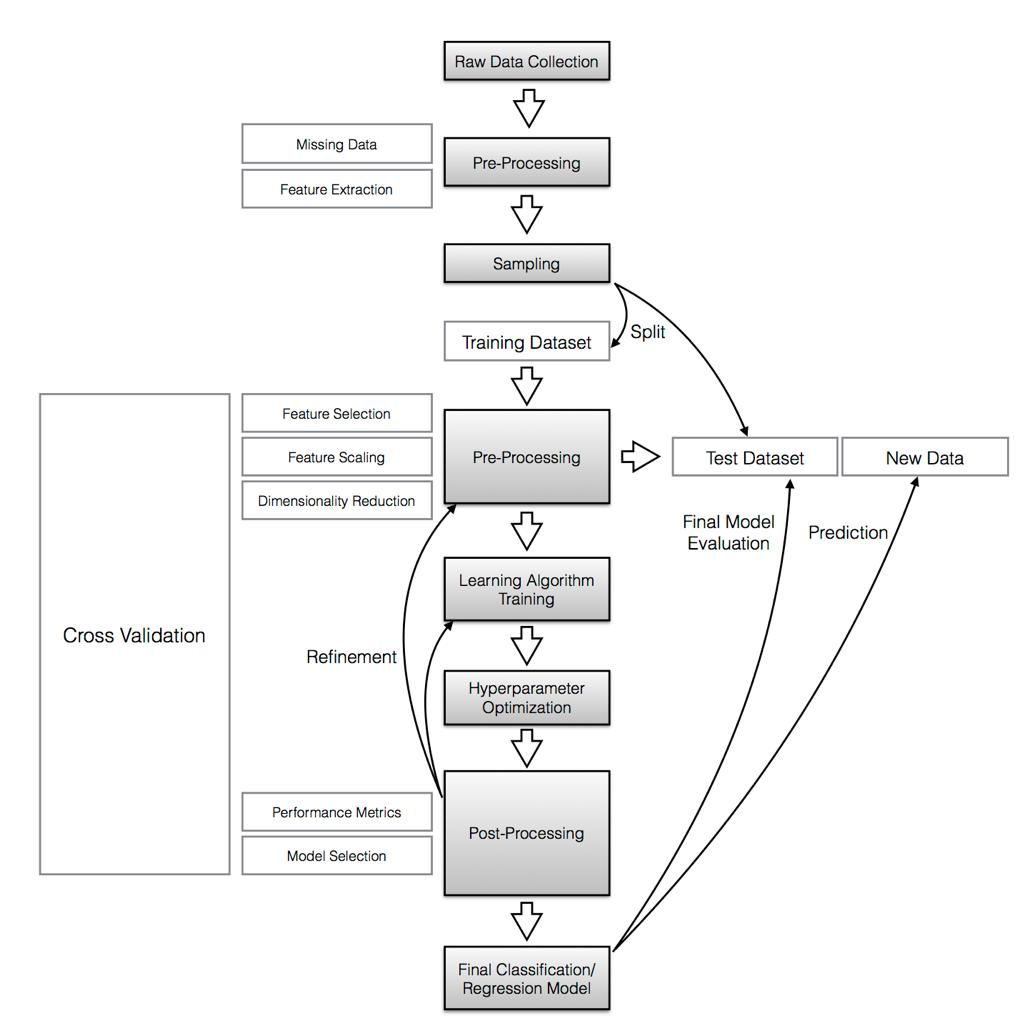 Raw Data Collection
Missing Data
Pre-Processing
Feature Extraction
Sampling
Split
Training Dataset
Feature Selection
Feature Scaling
Dimensionality Reduction
Pre-Processing
Test Dataset
New Data
Final Model
Evaluation
Prediction
Learning Algorithm
Training
Cross Validation
Refinement
Hyperparameter
Optimization
Performance Metrics
Model Selection
Post-Processing
Final Classification/
Regression Model